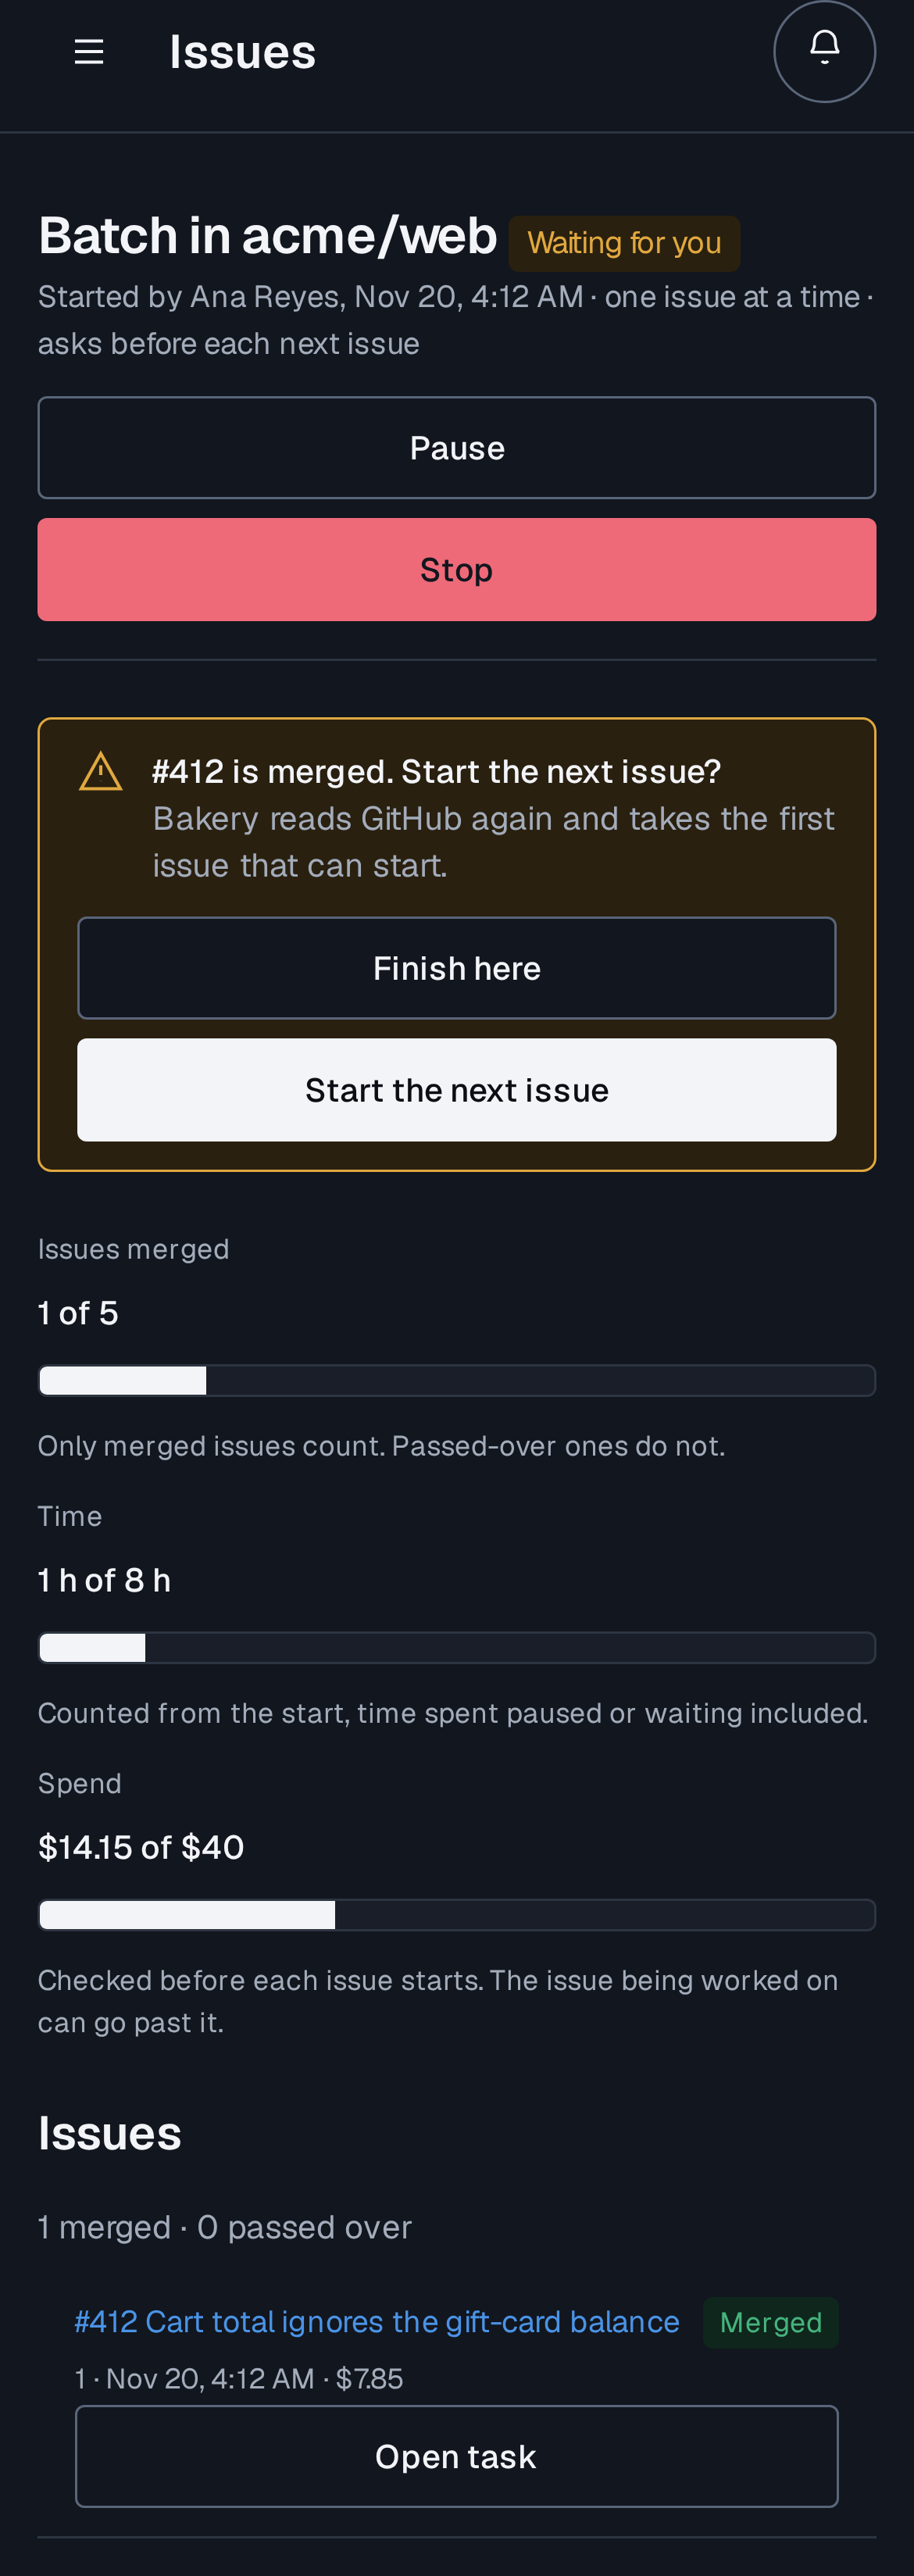 Issues
Batch in acme/web Waiting for you
Started by Ana Reyes, Nov 20, 4:12 AM · one issue at a time ·
asks before each next issue
Pause
Stop
#412 is merged. Start the next issue?
Bakery reads GitHub again and takes the first
issue that can start.
Finish here
Start the next issue
Issues merged
1 of 5
Only merged issues count. Passed-over ones do not.
Time
1 h of 8 h
Counted from the start, time spent paused or waiting included.
Spend
$14.15 of $40
Checked before each issue starts. The issue being worked on
can go past it.
Issues
1 merged · 0 passed over
#412 Cart total ignores the gift-card balance Merged
1 · Nov 20, 4:12 AM · $7.85
Open task